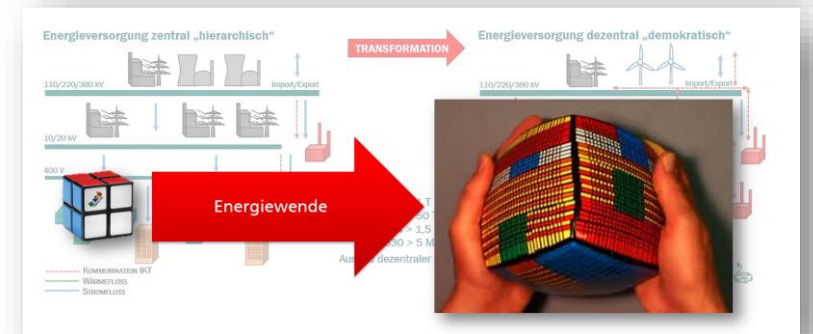 Energieversorgung zentral „hierarchisch“
TRANSFORMATION
Energieversorgung dezentral „demokratisch“
110/220/380 kV
Import/Export
110/220/380 kV
Import/Export
10/20 kV
400 V
Energiewende
KOMMUNIKATION IKT
WÄRMEFLUSS
STROMFLUSS
dezentraler